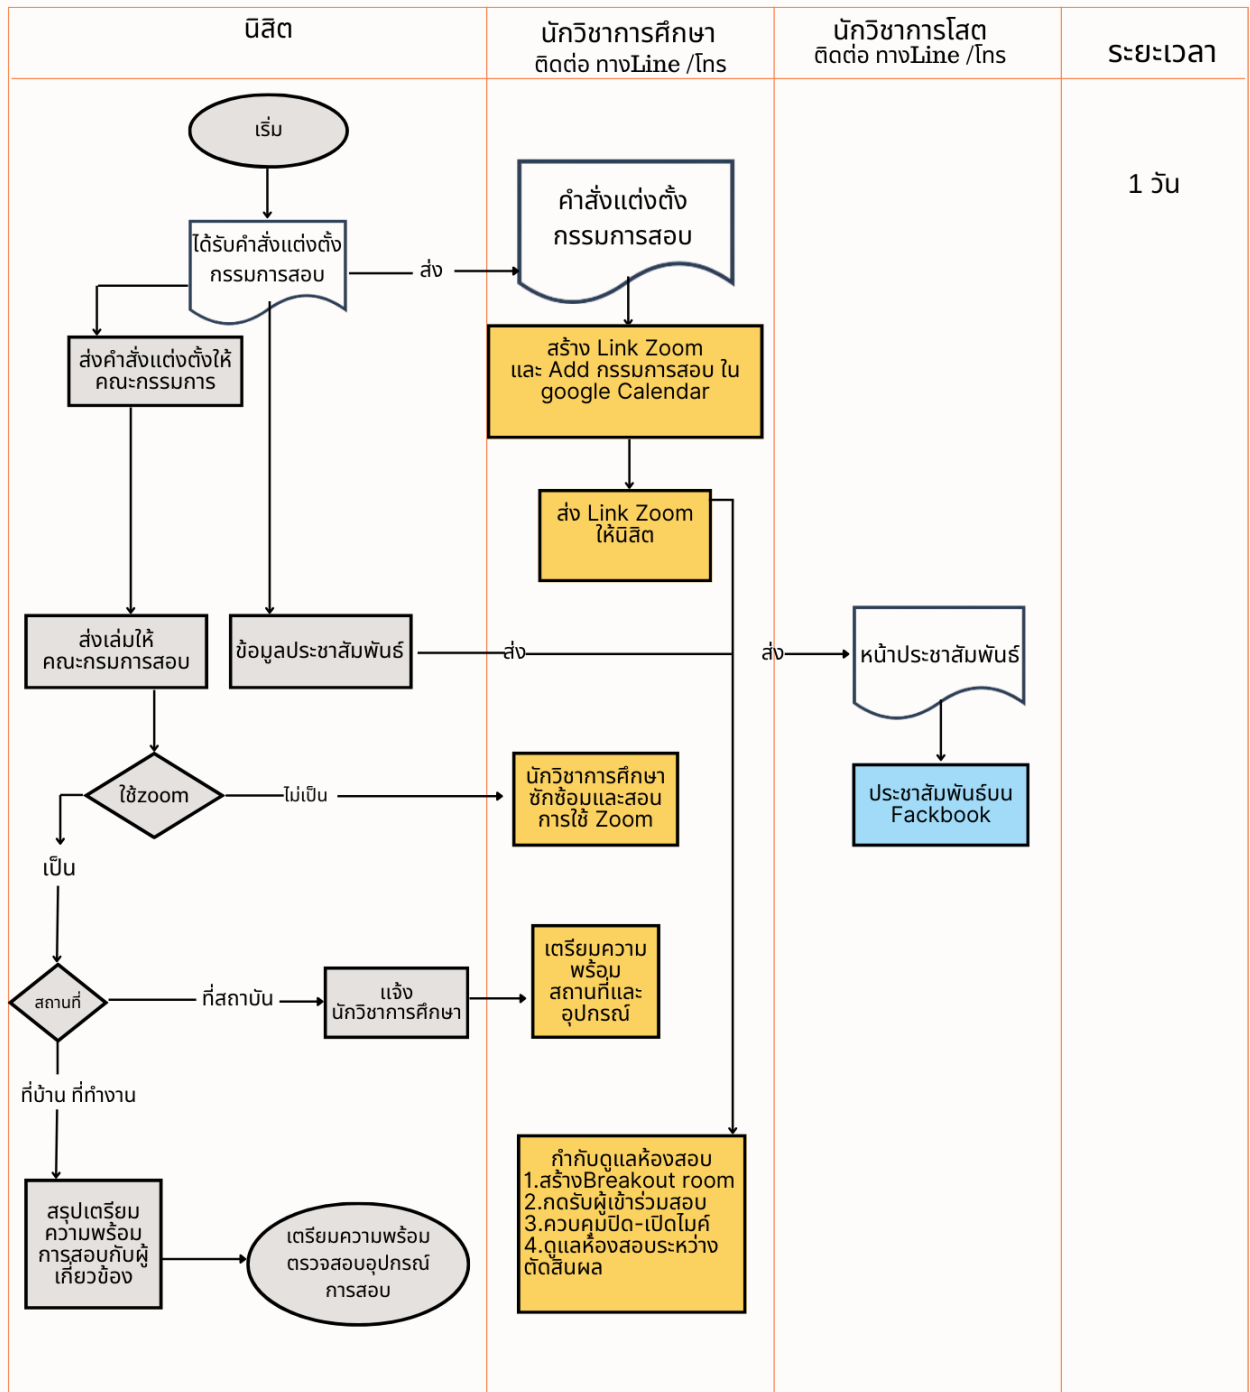 นิสิต
นักวิชาการศึกษา
ติดต่อ ทางLine /โทร
นักวิชาการโสต
ติดต่อ ทางLine /โทร
ระยะเวลา
เริ่ม
1 วัน
คำสั่งแต่งตั้ง
กรรมการสอบ
ได้รับคำสั่งแต่งตั้ง
กรรมการสอบ
ส่ง
ส่งคำสั่งแต่งตั้งให้
คณะกรรมการ
สร้าง Link Zoom
และ Add กรรมการสอบ ใน
google Calendar
ส่ง Link Zoom
ให้นิสิต
ส่งเล่มให้
คณะกรมการสอบ
ข้อมูลประชาสัมพันธ์
ส่ง
ส่ง
หน้าประชาสัมพันธ์
ใช้zoom
ไม่เป็น
นักวิชาการศึกษา
ซักซ้อมและสอน
การใช้ Zoom
ประชาสัมพันธ์บน
Fackbook
เป็น
สถานที่
ที่สถาบัน
แจ้ง
นักวิชาการศึกษา
เตรียมความ
พร้อม
สถานที่และ
อุปกรณ์
ที่บ้าน ที่ทำงาน
สรุปเตรียม
ความพร้อม
การสอบกับผู้
เกี่ยวข้อง
เตรียมความพร้อม
ตรวจสอบอุปกรณ์
การสอบ
กำกับดูแลห้องสอบ
1.สร้างBreakout room
2.กดรับผู้เข้าร่วมสอบ
3.ควบคุมปิด-เปิดไมค์
4.ดูแลห้องสอบระหว่าง
ตัดสินผล